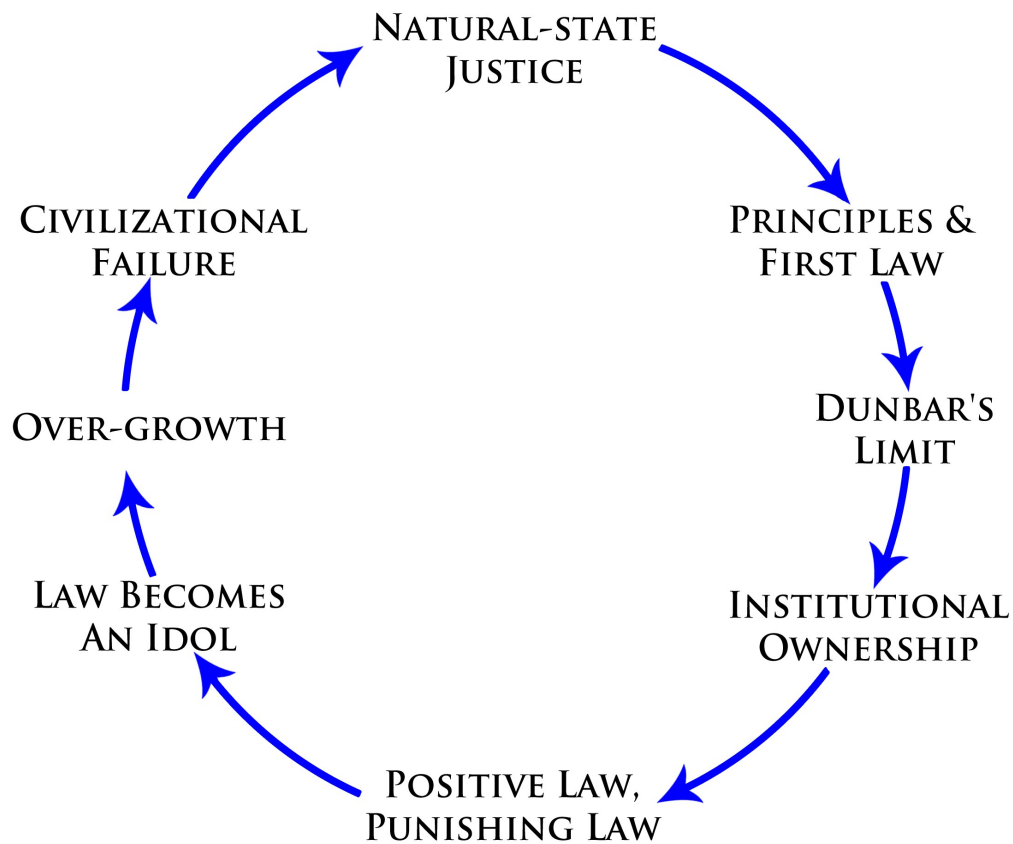 Natural-state
Justice
Principles &
First Law
Dunbar's
Limit
Institutional
Ownership
Positive Law,
Punishing Law
Law Becomes
An Idol
Over-growth
Civilizational
Failure